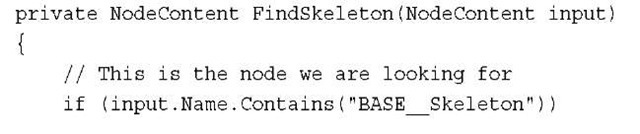 private NodeContent FindSkeleton(NodeContent input)
{
    // This is the node we are looking for
    if (input.Name.Contains("BASE__Skeleton"))